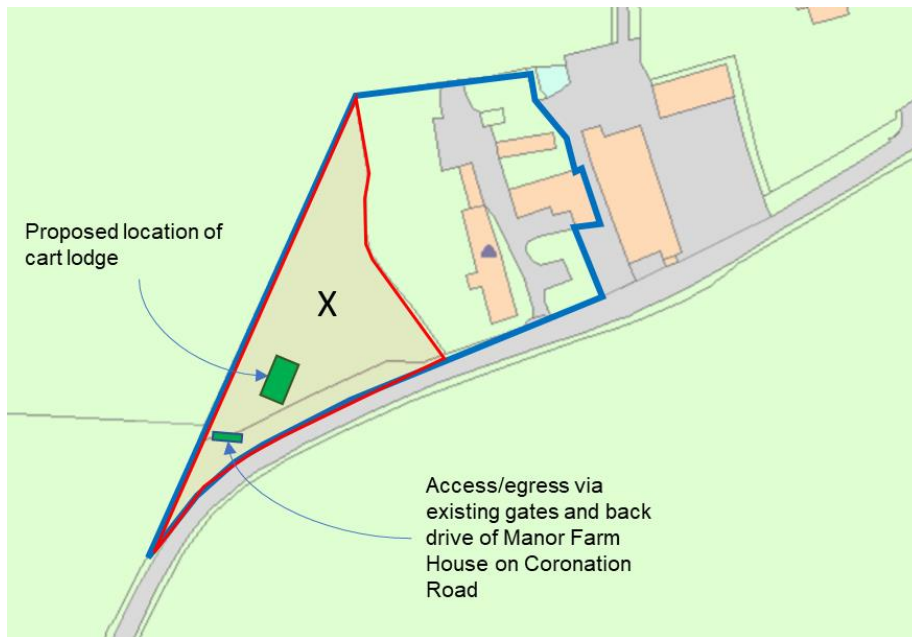 Proposed location of
cart lodge
X
Access/egress via
existing gates and back
drive of Manor Farm
House on Coronation
Road